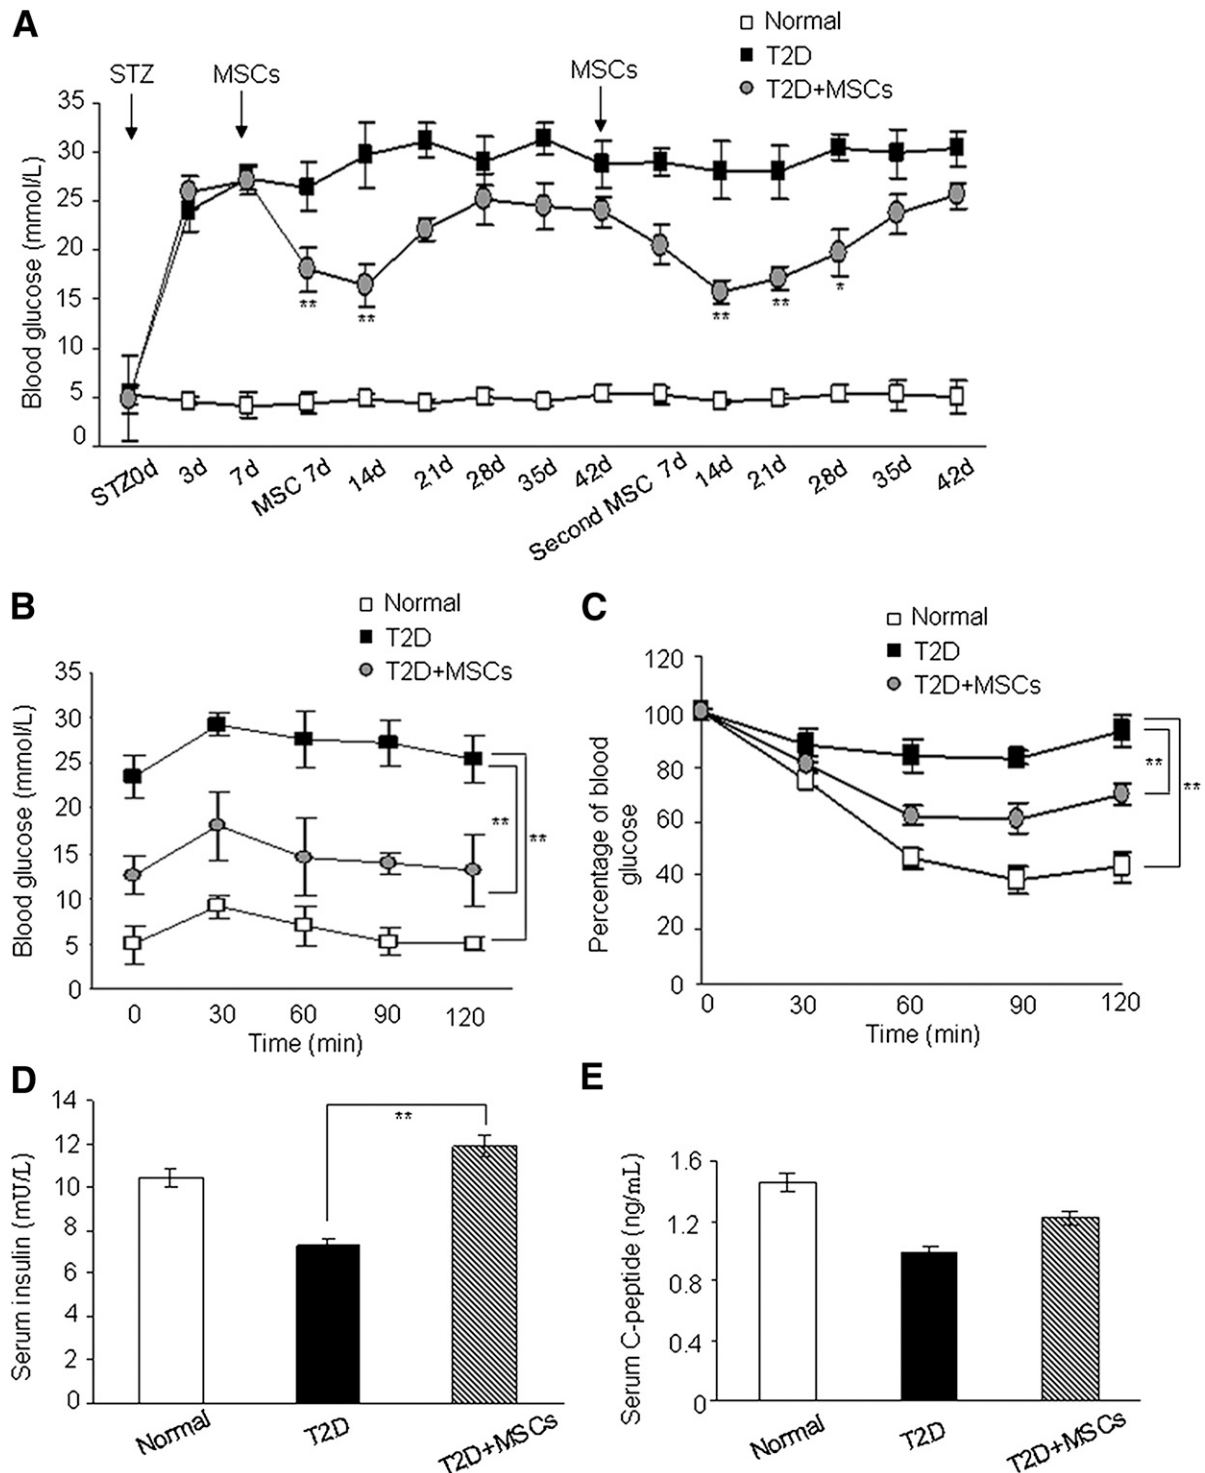 A
Normal
T2D
T2D+MSCs
STZ
MSCs
MSCs
Blood glucose (mmol/L)
35
30
25
20
15
10
5
0
**
**
**
**
*
STZ0d
3d
7d
MSC 7d
14d
21d
28d
35d
42d
Second MSC 7d
14d
21d
28d
35d
42d
B
Normal
T2D
T2D+MSCs
Blood glucose (mmol/L)
35
30
25
20
15
10
5
0
**
**
0
30
60
90
120
Time (min)
C
Normal
T2D
T2D+MSCs
Percentage of blood
glucose
120
100
80
60
40
20
0
**
**
0
30
60
90
120
Time (min)
D
Serum insulin (mU/L)
14
12
10
8
6
4
2
0
**
Normal
T2D
T2D+MSCs
E
Serum C-peptide (ng/mL)
1.6
1.2
0.8
0.4
0
Normal
T2D
T2D+MSCs